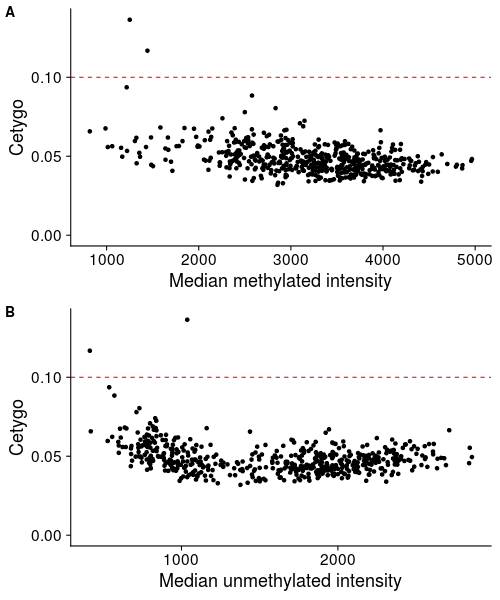 A
Cetygo
0.10
0.05
0.00
1000 2000 3000 4000 5000
Median methylated intensity
B
Cetygo
0.10
0.05
0.00
1000 2000
Median unmethylated intensity